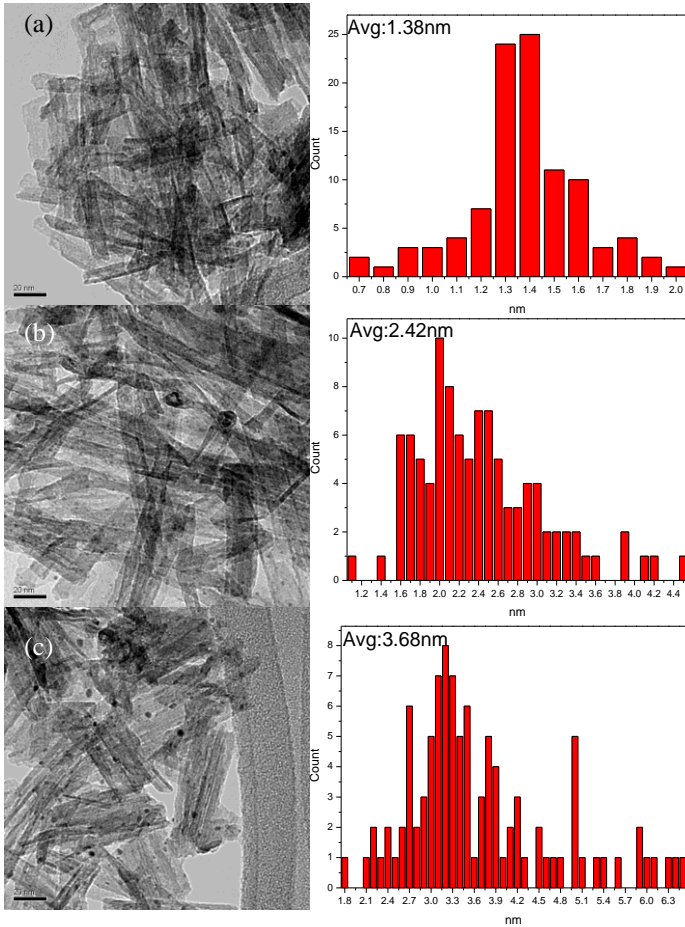 (a)
20 nm
Avg:1.38nm
25
20
15
10
5
0
Count
0.7 0.8 0.9 1.0 1.1 1.2 1.3 1.4 1.5 1.6 1.7 1.8 1.9 2.0
nm
(b)
20 nm
Avg:2.42nm
10
8
6
4
2
0
Count
1.2 1.4 1.6 1.8 2.0 2.2 2.4 2.6 2.8 3.0 3.2 3.4 3.6 3.8 4.0 4.2 4.4
nm
(c)
20 nm
Avg:3.68nm
8
7
6
5
4
3
2
1
0
Count
1.8 2.1 2.4 2.7 3.0 3.3 3.6 3.9 4.2 4.5 4.8 5.1 5.4 5.7 6.0 6.3
nm